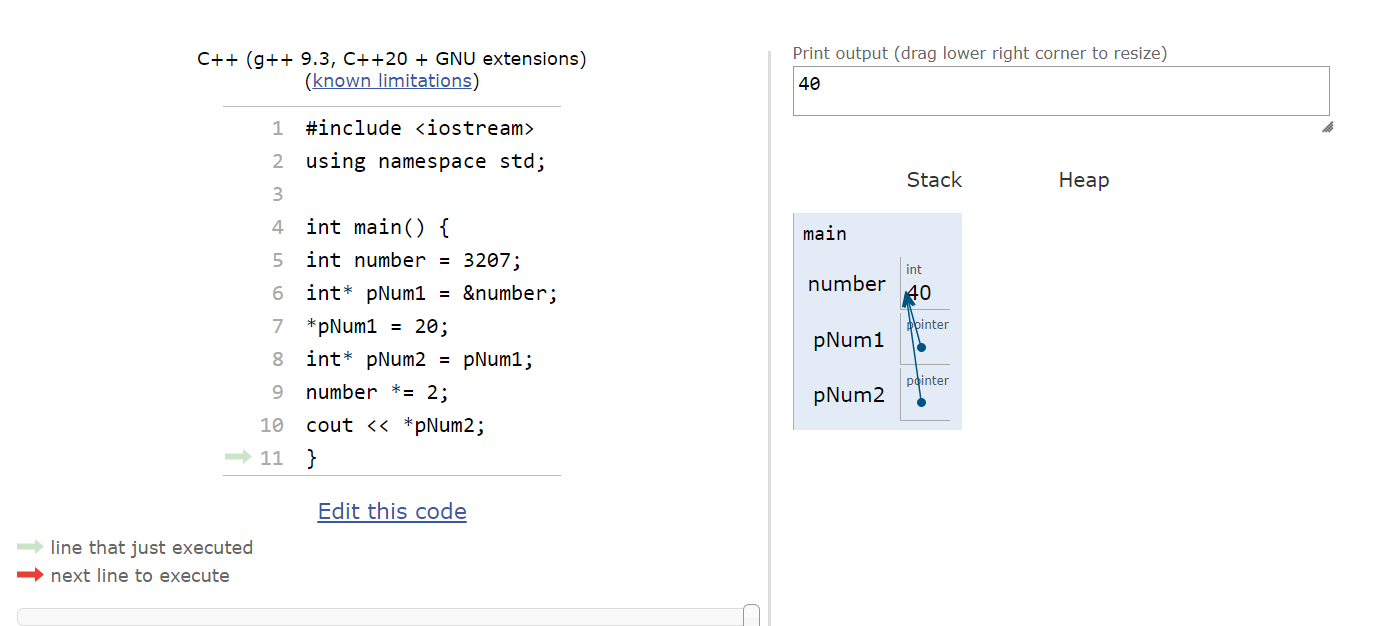 C++ (g++ 9.3, C++20 + GNU extensions)
(known limitations)
1 #include <iostream>
2 using namespace std;
3
4 int main() {
5 int number = 3207;
6 int* pNum1 = &number;
7 *pNum1 = 20;
8 int* pNum2 = pNum1;
9 number *= 2;
10 cout << *pNum2;
11 }
Edit this code
line that just executed
next line to execute
Print output (drag lower right corner to resize)
40
Stack Heap
main
number int 40
pNum1 pointer
pNum2 pointer